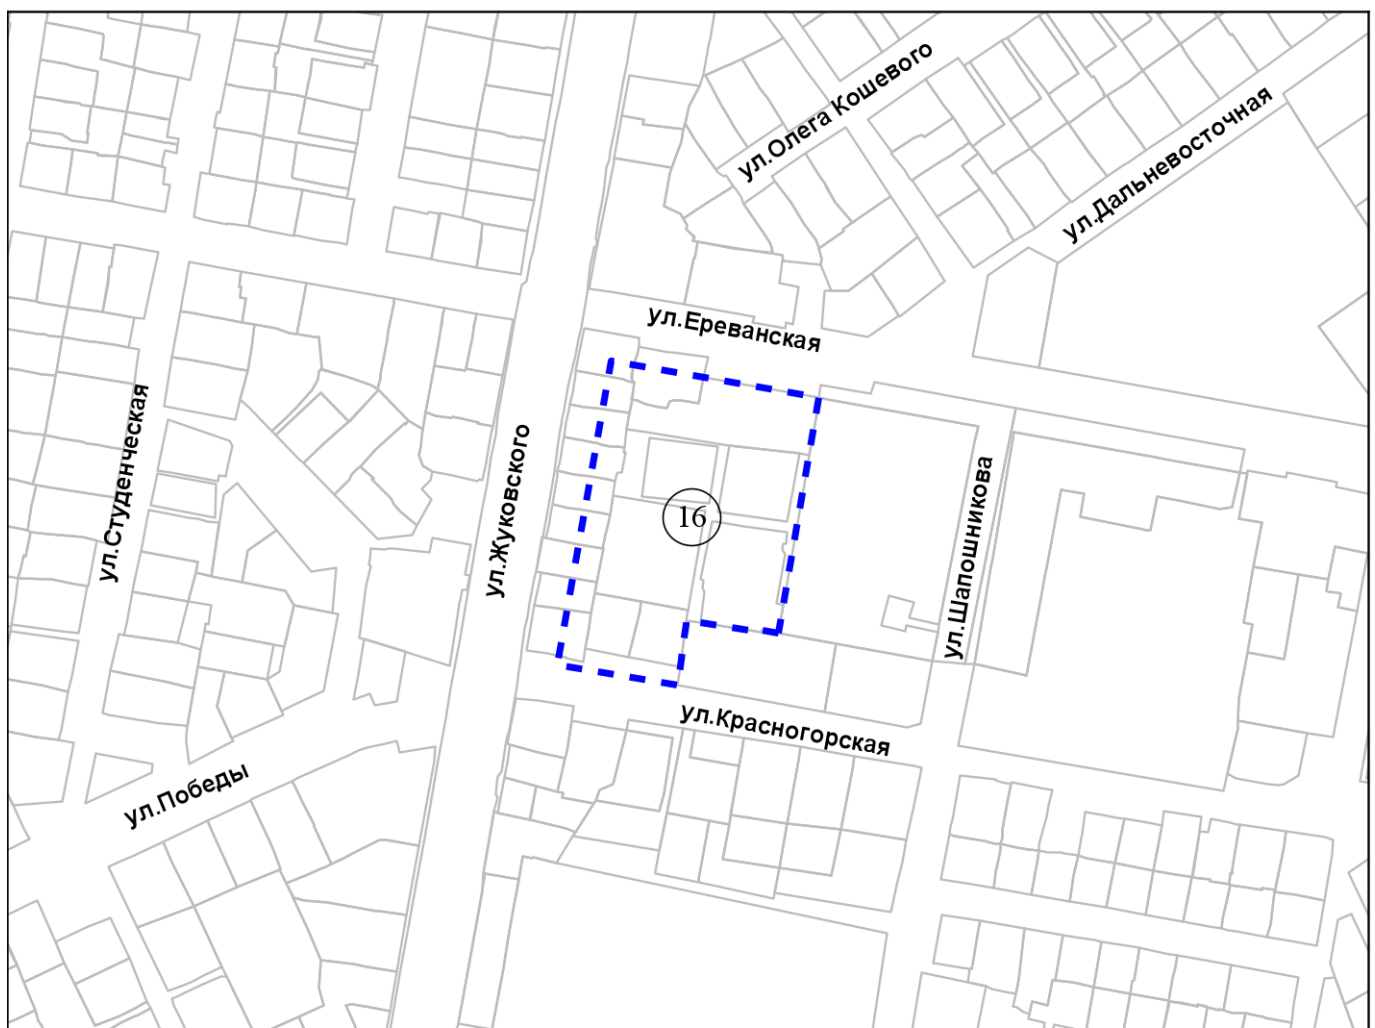 ул.Олега Кошевого
ул.Дальневосточная
ул.Ереванская
ул.Студенческая
ул.Жуковского
16
ул.Шапошникова
ул.Красногорская
ул.Победы